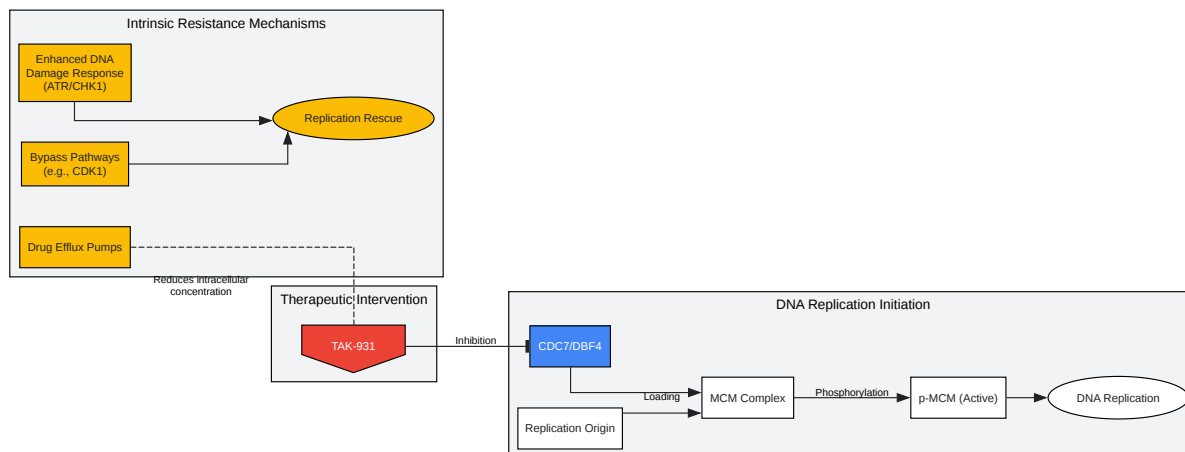 Intrinsic Resistance Mechanisms
Enhanced DNA
Damage Response
(ATR/CHK1)
Replication Rescue
Bypass Pathways
(e.g., CDK1)
Drug Efflux Pumps
Reduces intracellular
concentration
Therapeutic Intervention
TAK-931
Inhibition
DNA Replication Initiation
CDC7/DBF4
Loading
MCM Complex
Phosphorylation
p-MCM (Active)
DNA Replication
Replication Origin